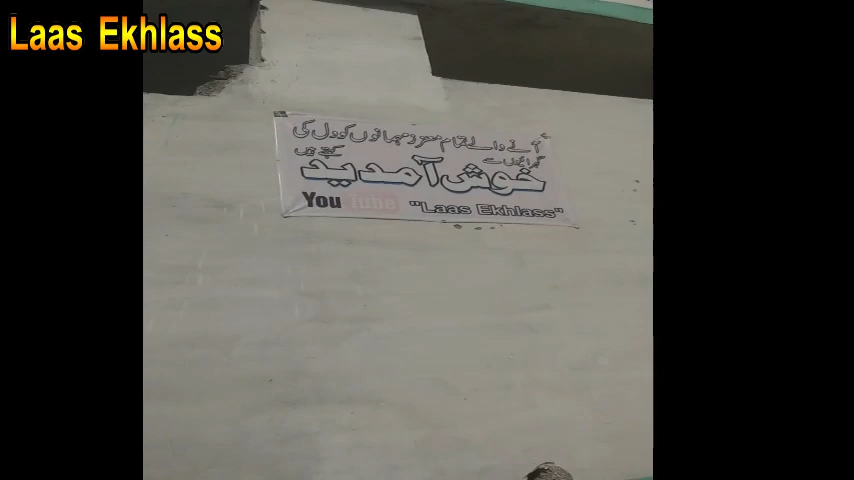 Laas Ekhlass
آنے والے تمام معزز مہمانوں کو دل کی
گہرائیوں سے
خوش آمدید
کہتے ہیں
YouTube "Laas Ekhlass"